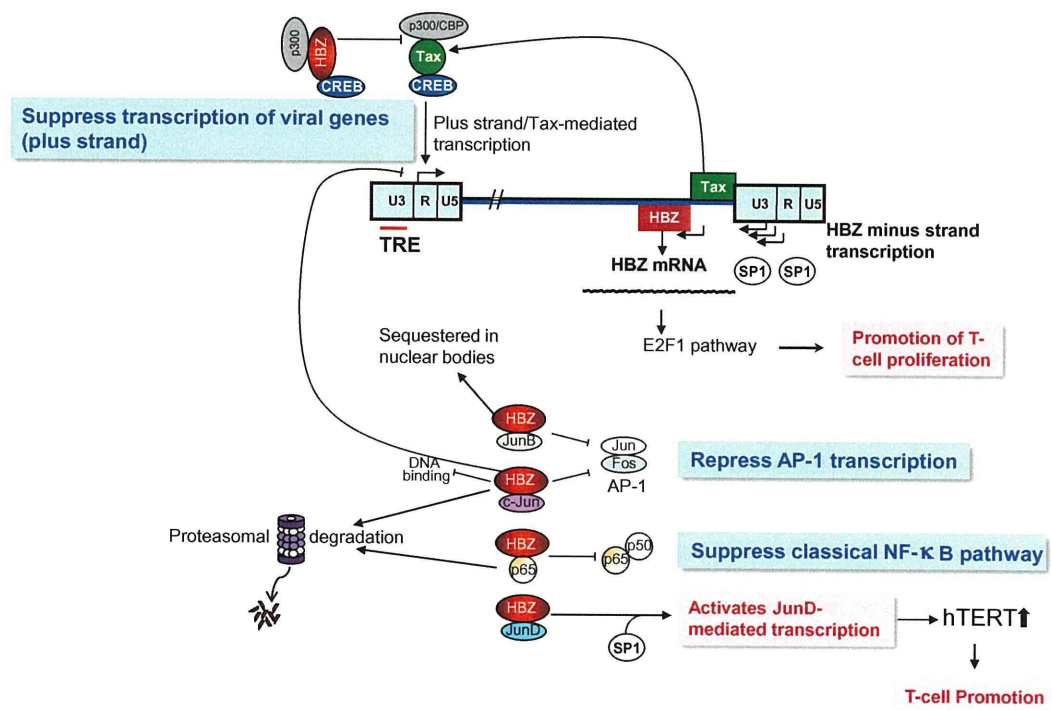 p300
HBZ
CREB
p300/CBP
Tax
CREB
Suppress transcription of viral genes
(plus strand)
Plus strand/Tax-mediated
transcription
U3 R U5
TRE
Tax
HBZ
U3 R U5
HBZ minus strand
transcription
SP1 SP1
HBZ mRNA
E2F1 pathway
Promotion of T-
cell proliferation
Sequestered in
nuclear bodies
HBZ
JunB
Jun
Fos
AP-1
Repress AP-1 transcription
DNA
binding
HBZ
c-Jun
Proteasomal degradation
HBZ
p65
p65 p50
Suppress classical NF-κB pathway
HBZ
JunD
SP1
Activates JunD-
mediated transcription
hTERT
T-cell Promotion